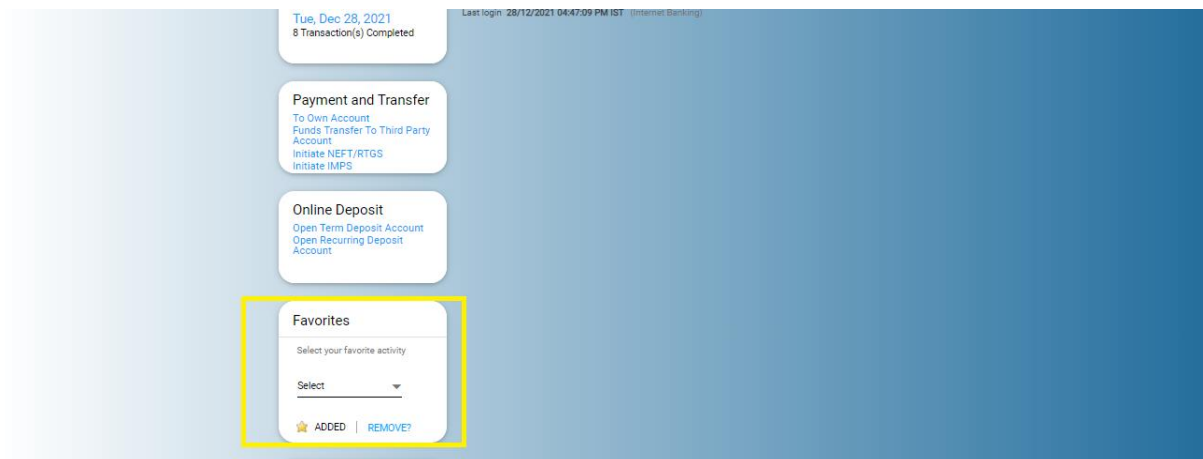 Tue, Dec 28, 2021
8 Transaction(s) Completed
Last login 28/12/2021 04:47:09 PM IST (Internet Banking)
Payment and Transfer
To Own Account
Funds Transfer To Third Party
Account
Initiate NEFT/RTGS
Initiate IMPS
Online Deposit
Open Term Deposit Account
Open Recurring Deposit
Account
Favorites
Select your favorite activity
Select
ADDED | REMOVE?